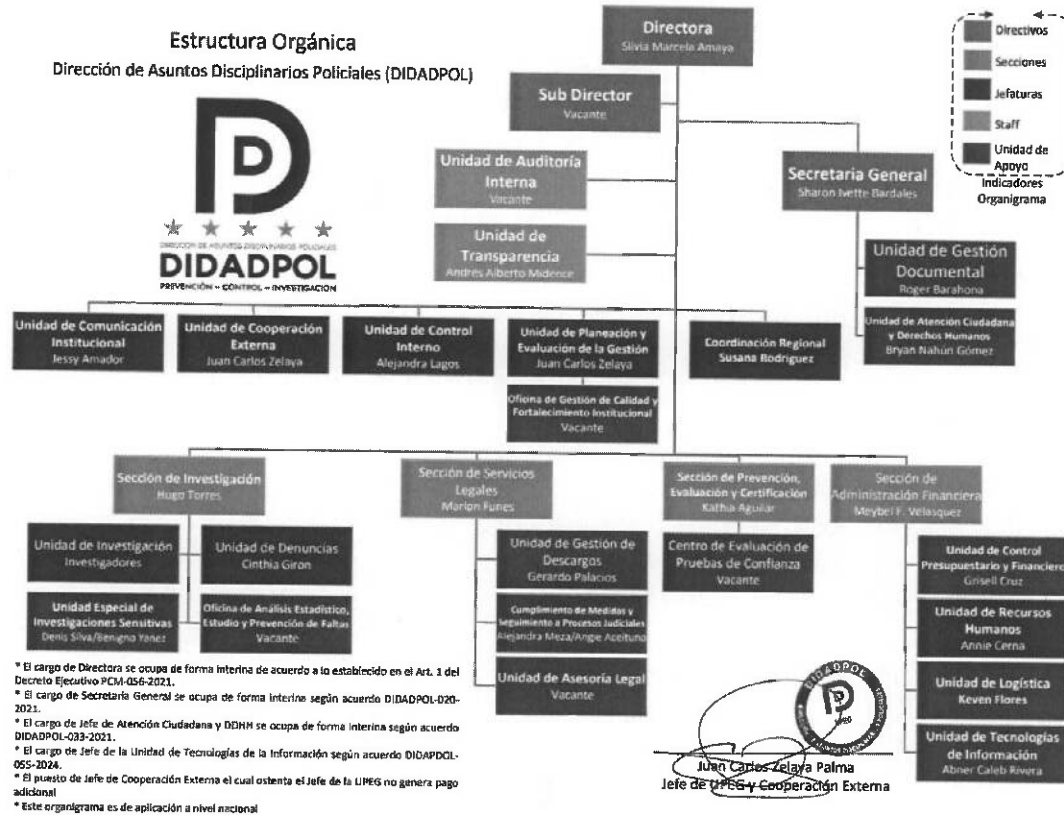 Estructura Orgánica
Dirección de Asuntos Disciplinarios Policiales (DIDADPOL)
DIRECCIÓN DE ASUNTOS DISCIPLINARIOS POLICIALES
DIDADPOL
PREVENCIÓN - CONTROL - INVESTIGACIÓN
Directora
Silvia Marcela Amaya
Sub Director
Vacante
Unidad de Auditoría
Interna
Vacante
Unidad de
Transparencia
Andrés Alberto Midence
Secretaria General
Sharon Ivette Bardales
Unidad de Gestión
Documental
Roger Barahona
Unidad de Atención Ciudadana
y Derechos Humanos
Bryan Nahún Gómez
Directivos
Secciones
Jefaturas
Staff
Unidad de
Apoyo
Indicadores
Organigrama
Unidad de Comunicación
Institucional
Jessy Amador
Unidad de Cooperación
Externa
Juan Carlos Zelaya
Unidad de Control
Interno
Alejandra Lagos
Unidad de Planeación y
Evaluación de la Gestión
Juan Carlos Zelaya
Oficina de Gestión de Calidad y
Fortalecimiento Institucional
Vacante
Coordinación Regional
Susana Rodriguez
Sección de Investigación
Hugo Torres
Unidad de Investigación
Investigadores
Unidad de Denuncias
Cinthia Giron
Unidad Especial de
Investigaciones Sensitivas
Denis Silva/Benigno Yanez
Oficina de Análisis Estadístico,
Estudio y Prevención de Faltas
Vacante
Sección de Servicios
Legales
Marlon Funes
Unidad de Gestión de
Descargos
Gerardo Palacios
Cumplimiento de Medidas y
Seguimiento a Procesos Judiciales
Alejandra Meza/Angie Aceituno
Unidad de Asesoría Legal
Vacante
Sección de Prevención,
Evaluación y Certificación
Kathia Aguilar
Centro de Evaluación de
Pruebas de Confianza
Vacante
Sección de
Administración Financiera
Meybel F. Velasquez
Unidad de Control
Presupuestario y Financiero
Grisell Cruz
Unidad de Recursos
Humanos
Annie Cerna
Unidad de Logística
Keven Flores
Unidad de Tecnologías
de Información
Abner Caleb Rivera
* El cargo de Directora se ocupa de forma interina de acuerdo a lo establecido en el Art. 1 del
Decreto Ejecutivo PCM-056-2021.
* El cargo de Secretaria General se ocupa de forma interina según acuerdo DIDADPOL-020-
2021.
* El cargo de Jefe de Atención Ciudadana y DDHH se ocupa de forma interina según acuerdo
DIDADPOL-033-2021.
* El cargo de Jefe de la Unidad de Tecnologías de la Información según acuerdo DIDAPDOL-
055-2024.
* El puesto de Jefe de Cooperación Externa el cual ostenta el Jefe de la UPEG no genera pago
adicional
* Este organigrama es de aplicación a nivel nacional
DIDADPOL
UPEG
Juan Carlos Zelaya Palma
Jefe de UPEG y Cooperación Externa